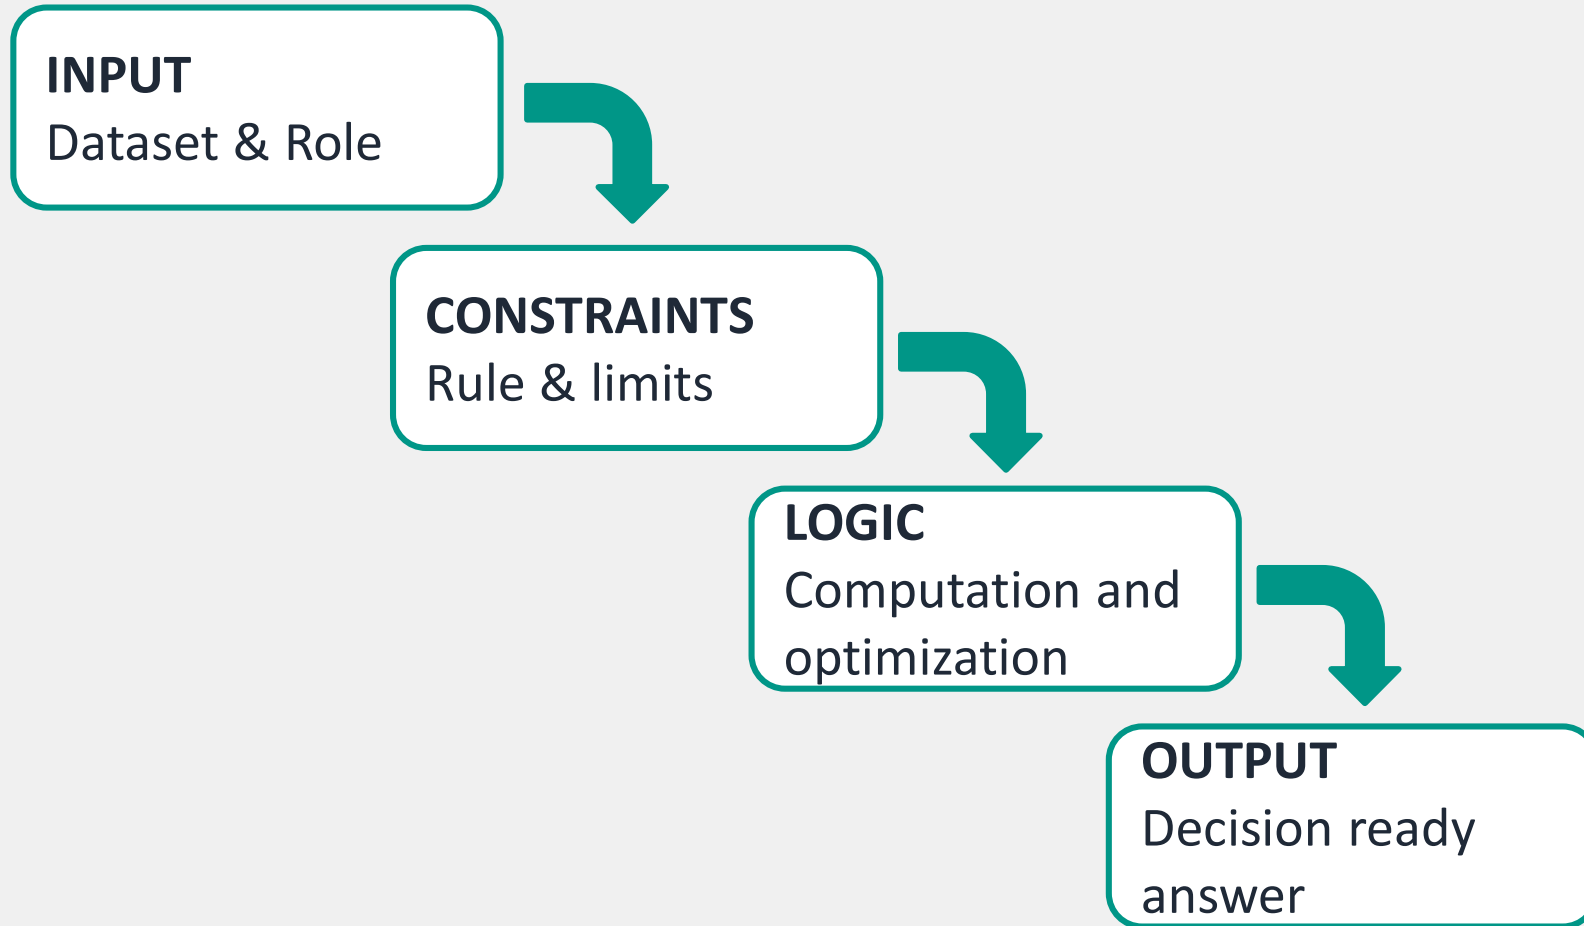 INPUT
Dataset & Role
CONSTRAINTS
Rule & limits
LOGIC
Computation and
optimization
OUTPUT
Decision ready
answer